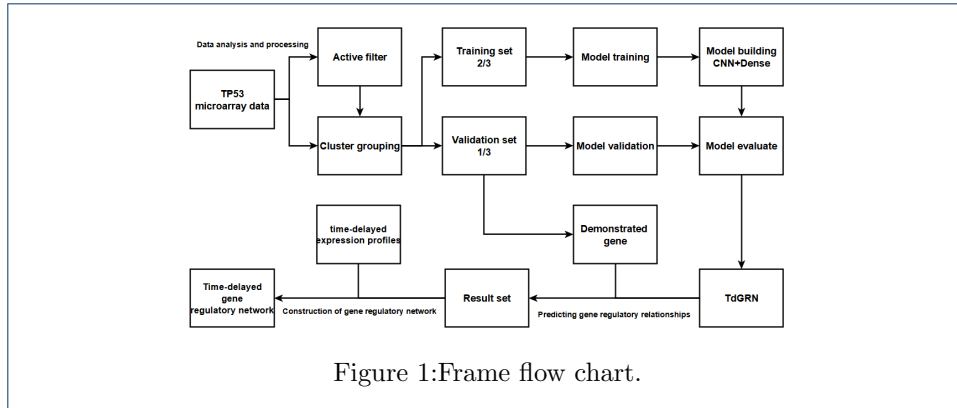 Data analysis and processing
Active filter
Training set
2/3
Model training
Model building
CNN+Dense
TP53
microarray data
Cluster grouping
Validation set
1/3
Model validation
Model evaluate
time-delayed
expression profiles
Demonstrated
gene
Time-delayed
gene
regulatory network
Construction of gene regulatory network
Result set
Predicting gene regulatory relationships
TdGRN
Figure 1:Frame flow chart.